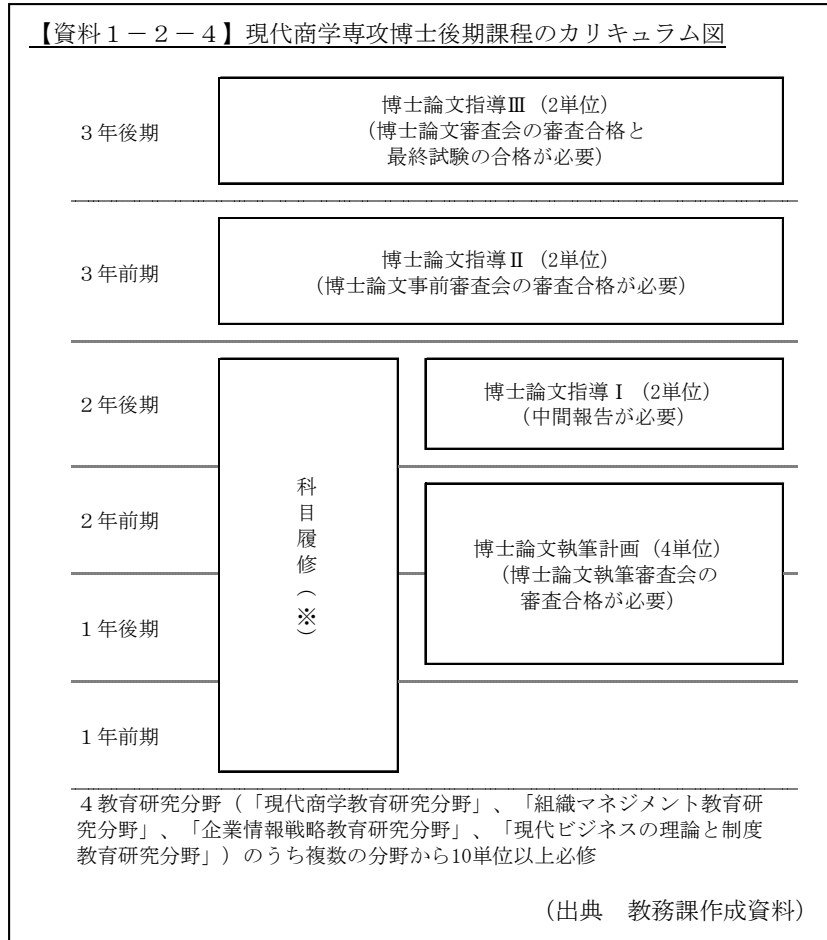 【資料１－２－４】現代商学専攻博士後期課程のカリキュラム図
３年後期
博士論文指導Ⅲ（2単位）
（博士論文審査会の審査合格と
最終試験の合格が必要）
３年前期
博士論文指導Ⅱ（2単位）
（博士論文事前審査会の審査合格が必要）
２年後期
博士論文指導Ⅰ（2単位）
（中間報告が必要）
２年前期
科目履修（※）
博士論文執筆計画（4単位）
（博士論文執筆審査会の
審査合格が必要）
１年後期
１年前期
４教育研究分野（「現代商学教育研究分野」、「組織マネジメント教育研
究分野」、「企業情報戦略教育研究分野」、「現代ビジネスの理論と制度
教育研究分野」）のうち複数の分野から10単位以上必修
（出典　教務課作成資料）